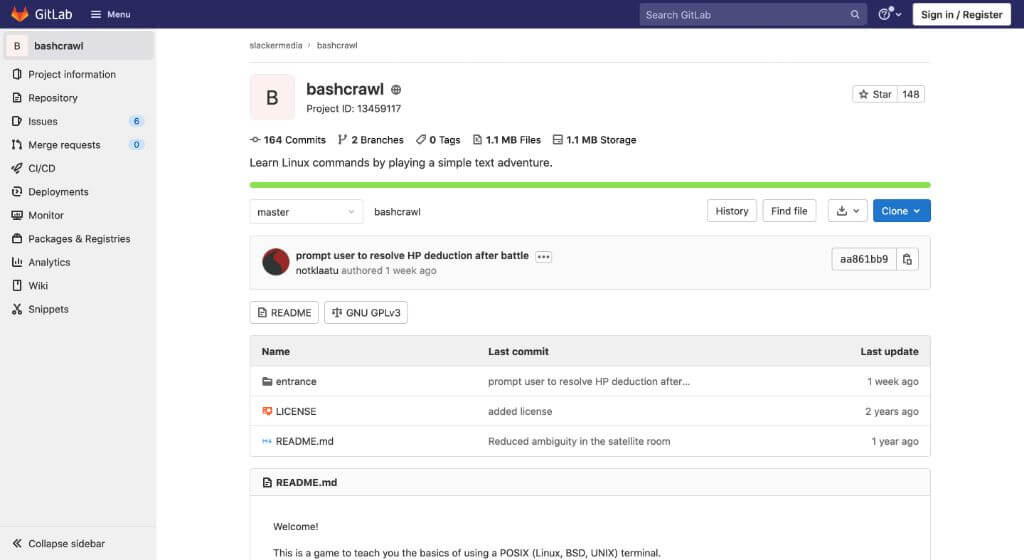 GitLab
Menu
Search GitLab
Sign in / Register
B bashcrawl
Project information
Repository
Issues 6
Merge requests 0
CI/CD
Deployments
Monitor
Packages & Registries
Analytics
Wiki
Snippets
Collapse sidebar
slackermedia › bashcrawl
B
bashcrawl
Project ID: 13459117
Star 148
164 Commits 2 Branches 0 Tags 1.1 MB Files 1.1 MB Storage
Learn Linux commands by playing a simple text adventure.
master bashcrawl History Find file Clone
prompt user to resolve HP deduction after battle
notklaatu authored 1 week ago
aa861bb9
README GNU GPLv3
Name Last commit Last update
entrance prompt user to resolve HP deduction after... 1 week ago
LICENSE added license 2 years ago
README.md Reduced ambiguity in the satellite room 1 year ago
README.md
Welcome!
This is a game to teach you the basics of using a POSIX (Linux, BSD, UNIX) terminal.